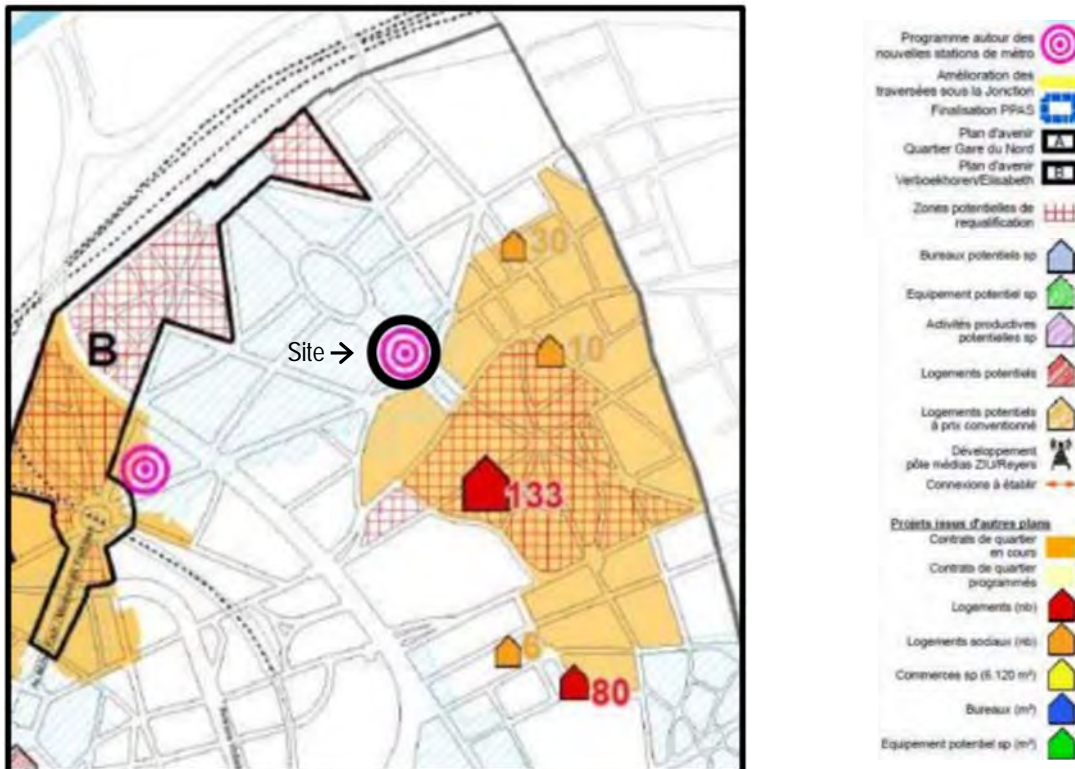 30
Site →
10
B
133
6
80
Programme autour des
nouvelles stations de métro
Amélioration des
traversées sous la Jonction
Finalisation PPAS
Plan d'avenir
Quartier Gare du Nord
A
Plan d'avenir
Verboekhoren/Elisabeth
B
Zones potentielles de
requalification
Bureaux potentiels sp
Equipement potentiel sp
Activités productives
potentielles sp
Logements potentiels
Logements potentiels
à prix conventionné
Développement
pôle médias ZIU/Reyers
Connexions à établir
Projets issus d'autres plans
Contrats de quartier
en cours
Contrats de quartier
programmés
Logements (nb)
Logements sociaux (nb)
Commerces sp (6.120 m²)
Bureaux (m²)
Equipement potentiel sp (m²)